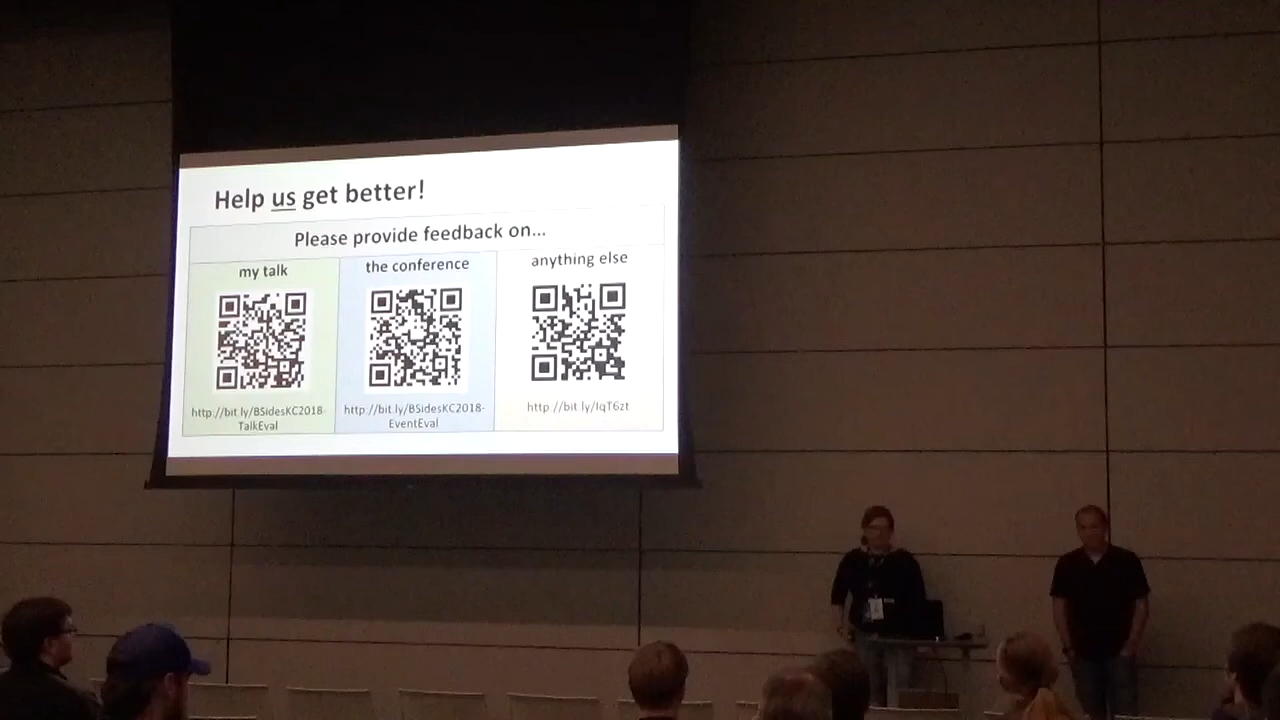 Help us get better!
Please provide feedback on...
my talk
the conference
anything else
http://bit.ly/BSidesKC2018-
TalkEval
http://bit.ly/BSidesKC2018-
EventEval
http://bit.ly/IqT6zt